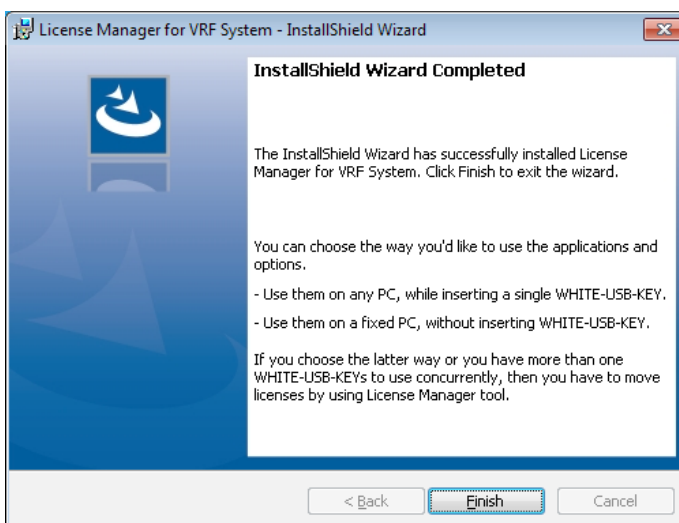 License Manager for VRF System - InstallShield Wizard
InstallShield Wizard Completed
The InstallShield Wizard has successfully installed License
Manager for VRF System. Click Finish to exit the wizard.
You can choose the way you'd like to use the applications and
options.
- Use them on any PC, while inserting a single WHITE-USB-KEY.
- Use them on a fixed PC, without inserting WHITE-USB-KEY.
If you choose the latter way or you have more than one
WHITE-USB-KEYs to use concurrently, then you have to move
licenses by using License Manager tool.
< Back
Finish
Cancel